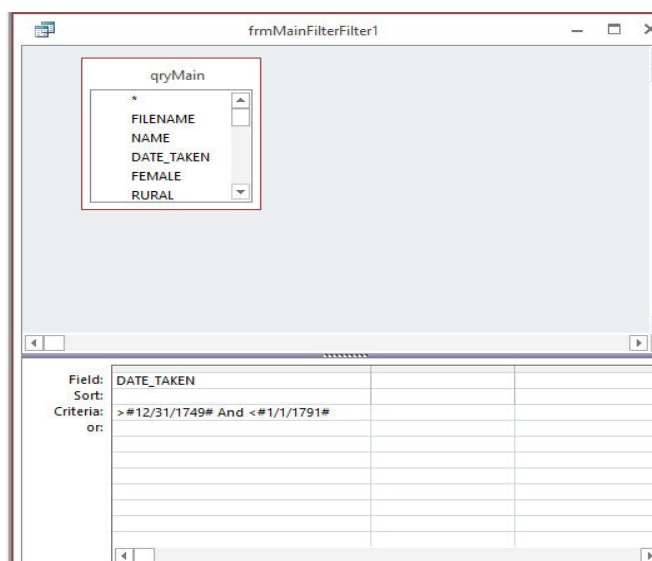 frmMainFilterFilter1
qryMain
*
FILENAME
NAME
DATE_TAKEN
FEMALE
RURAL
Field: DATE_TAKEN
Sort:
Criteria: >#12/31/1749# And <#1/1/1791#
or: